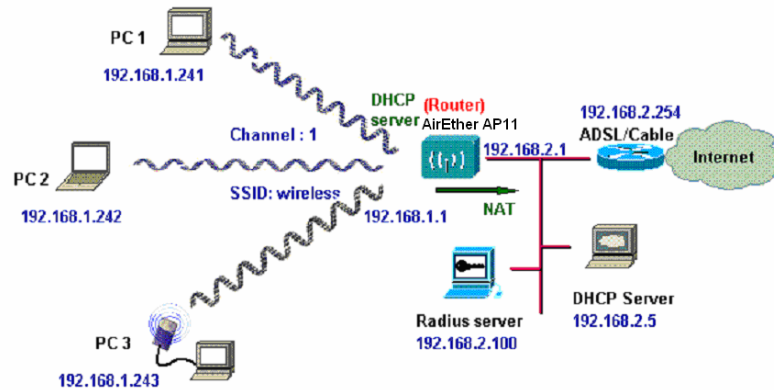 PC 1
192.168.1.241
DHCP server
(Router)
AirEther AP11
192.168.2.254
ADSL/Cable
Internet
Channel : 1
192.168.2.1
PC 2
SSID: wireless
192.168.1.242
192.168.1.1
NAT
Radius server
192.168.2.100
DHCP Server
192.168.2.5
PC 3
192.168.1.243